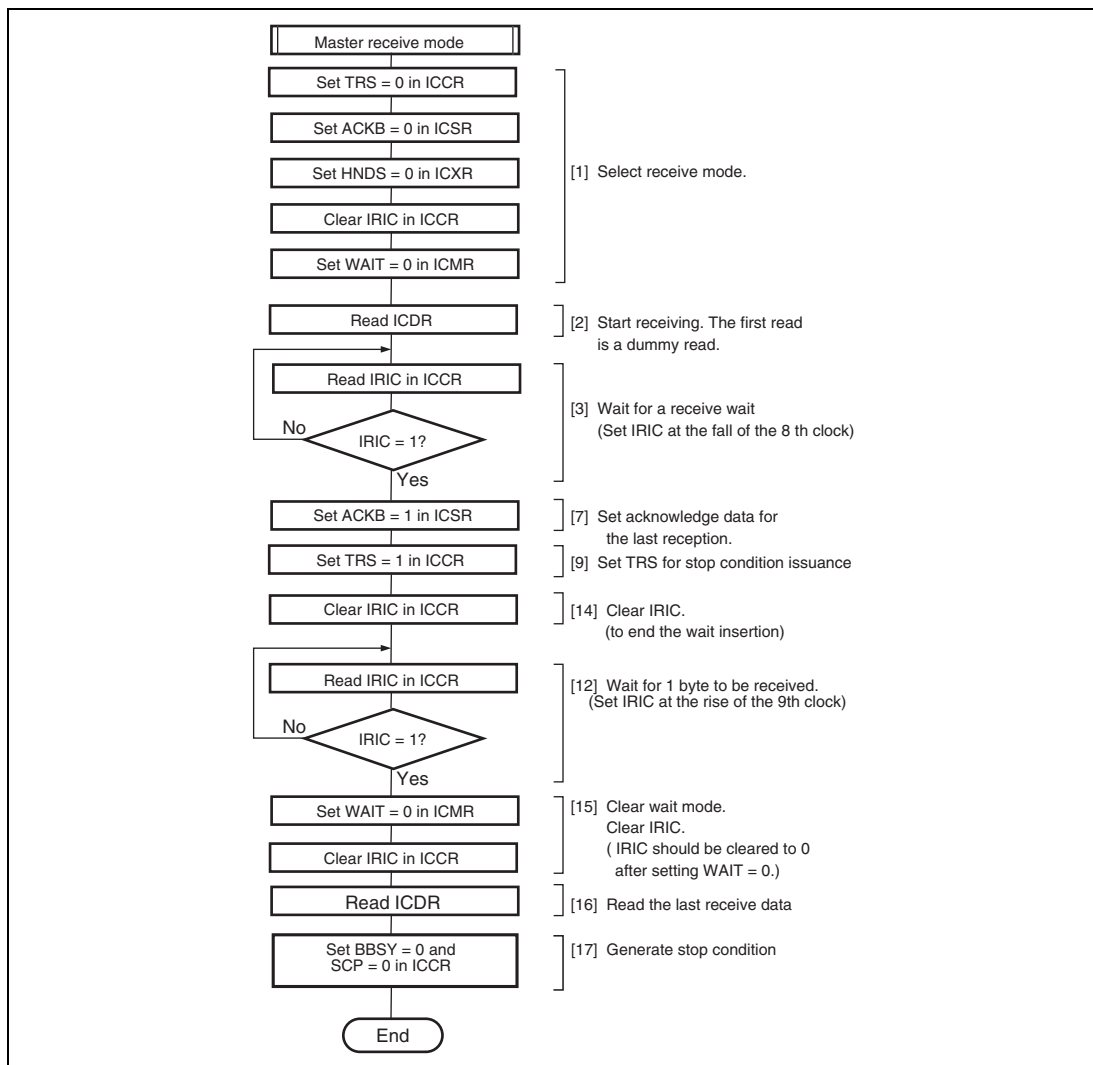 Master receive mode
Set TRS = 0 in ICCR
Set ACKB = 0 in ICSR
Set HNDS = 0 in ICXR
Clear IRIC in ICCR
Set WAIT = 0 in ICMR
[1] Select receive mode.
Read ICDR
[2] Start receiving. The first read
is a dummy read.
Read IRIC in ICCR
No
IRIC = 1?
Yes
[3] Wait for a receive wait
(Set IRIC at the fall of the 8 th clock)
Set ACKB = 1 in ICSR
[7] Set acknowledge data for
the last reception.
Set TRS = 1 in ICCR
[9] Set TRS for stop condition issuance
Clear IRIC in ICCR
[14] Clear IRIC.
(to end the wait insertion)
Read IRIC in ICCR
No
IRIC = 1?
Yes
[12] Wait for 1 byte to be received.
(Set IRIC at the rise of the 9th clock)
Set WAIT = 0 in ICMR
Clear IRIC in ICCR
[15] Clear wait mode.
Clear IRIC.
( IRIC should be cleared to 0
after setting WAIT = 0.)
Read ICDR
[16] Read the last receive data
Set BBSY = 0 and
SCP = 0 in ICCR
[17] Generate stop condition
End